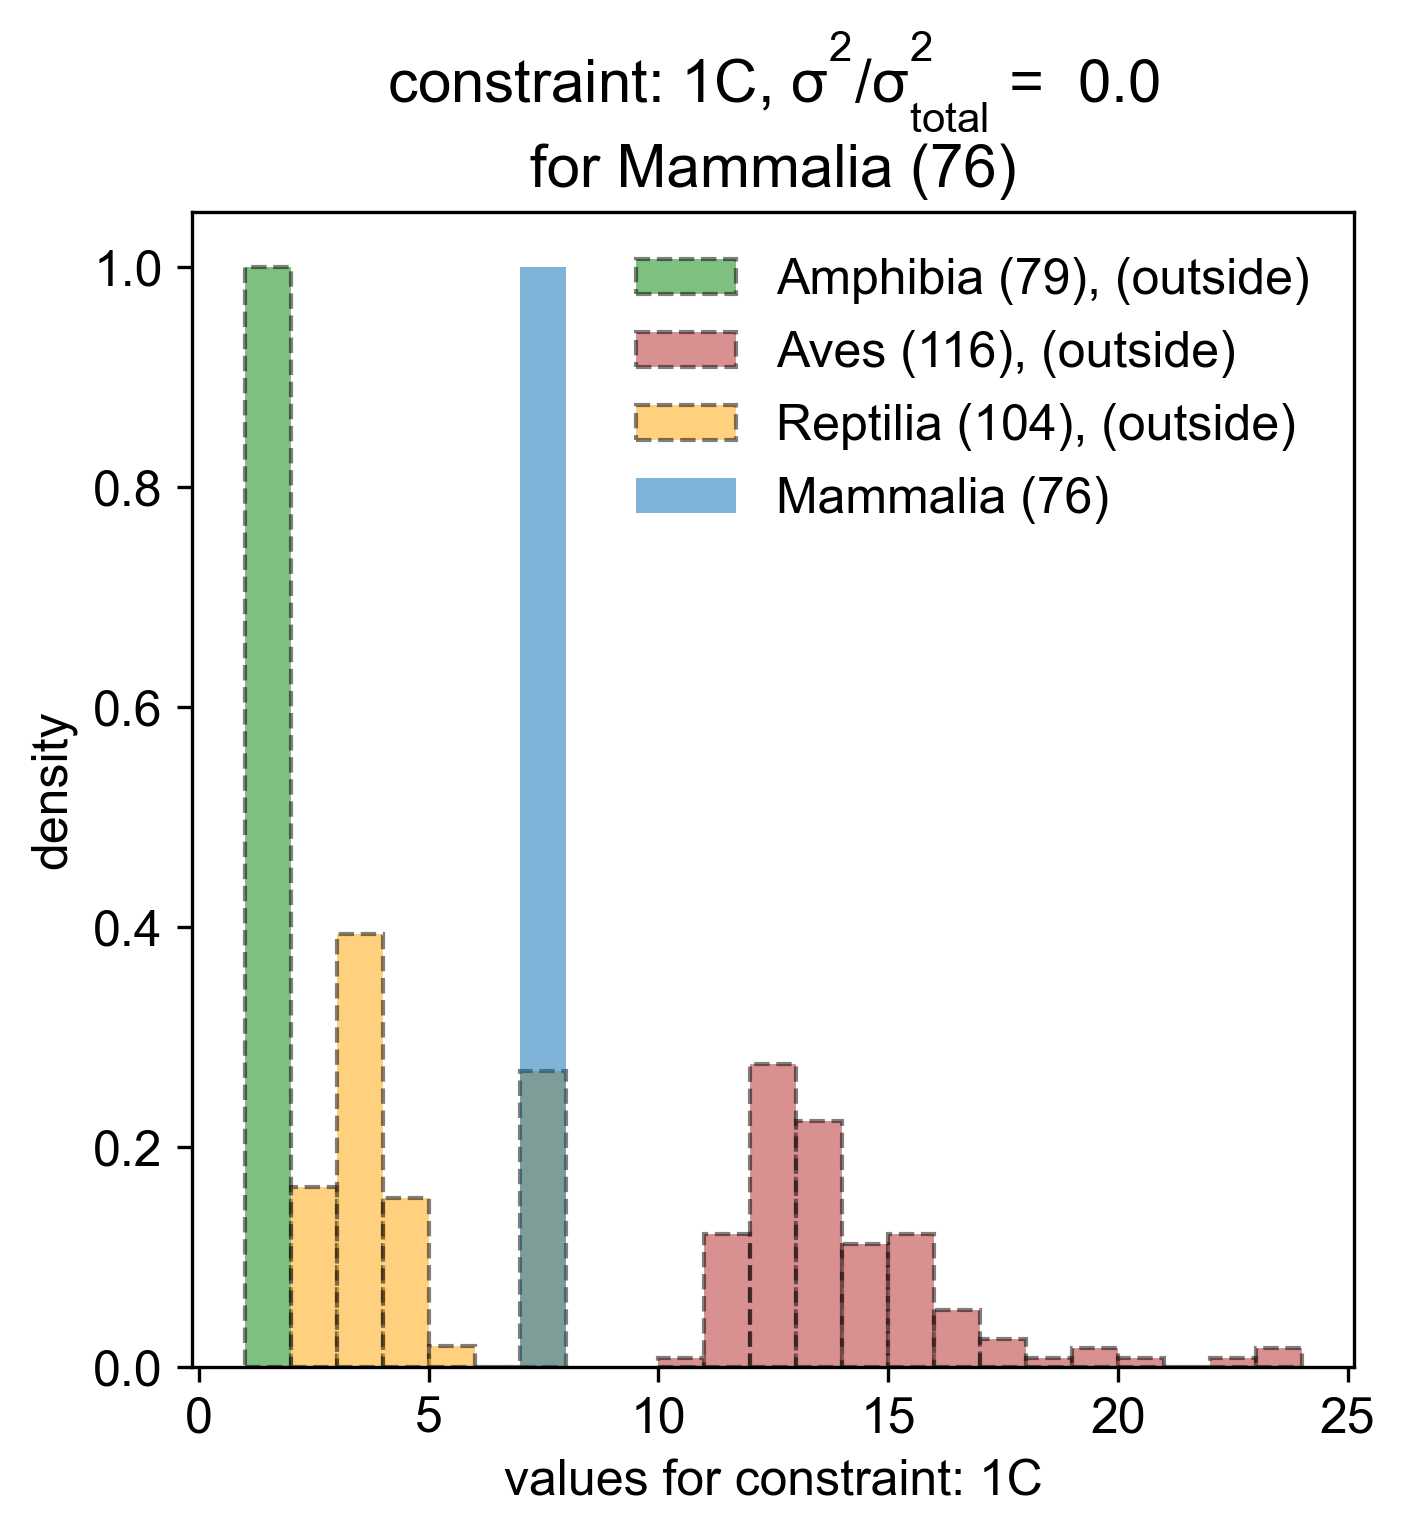 constraint: 1C, σ²/σ²total = 0.0
for Mammalia (76)
Amphibia (79), (outside)
Aves (116), (outside)
Reptilia (104), (outside)
Mammalia (76)
density
1.0
0.8
0.6
0.4
0.2
0.0
0 5 10 15 20 25
values for constraint: 1C